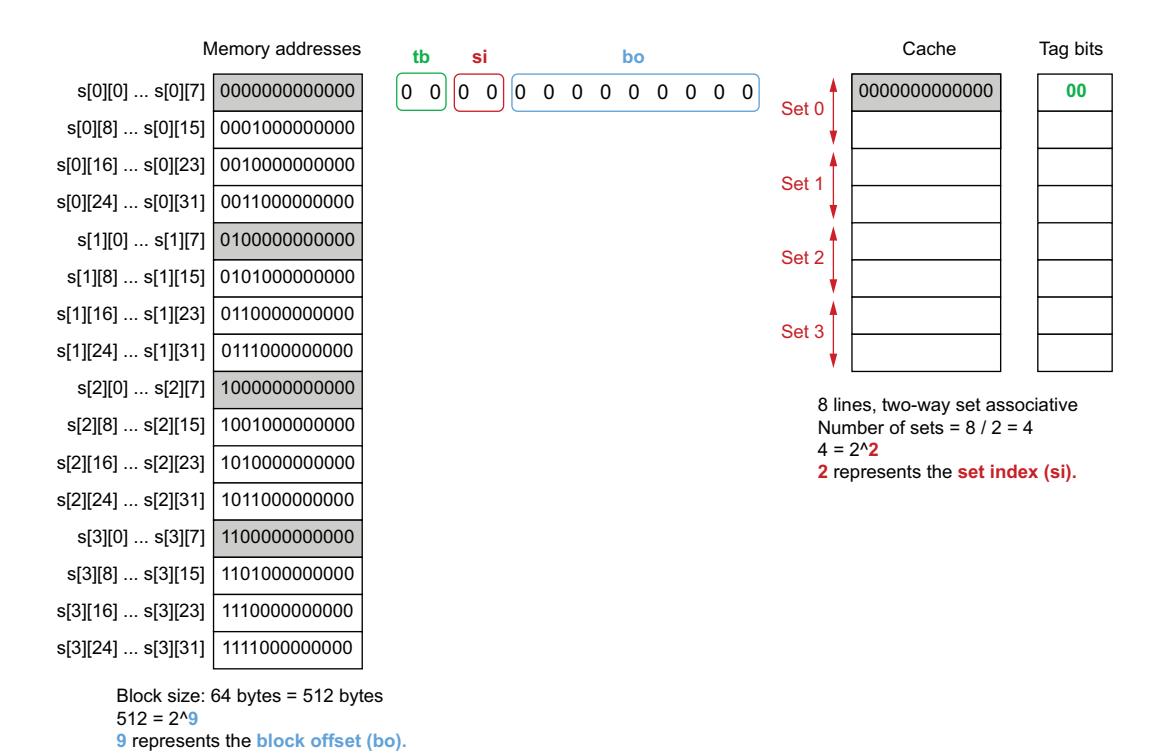 Memory addresses
tb si bo
Cache
Tag bits
s[0][0] ... s[0][7] 0000000000000
0 0 0 0 0 0 0 0 0 0 0 0 0
Set 0
0000000000000 00
s[0][8] ... s[0][15] 0001000000000
s[0][16] ... s[0][23] 0010000000000
Set 1
s[0][24] ... s[0][31] 0011000000000
s[1][0] ... s[1][7] 0100000000000
Set 2
s[1][8] ... s[1][15] 0101000000000
s[1][16] ... s[1][23] 0110000000000
Set 3
s[1][24] ... s[1][31] 0111000000000
s[2][0] ... s[2][7] 1000000000000
s[2][8] ... s[2][15] 1001000000000
s[2][16] ... s[2][23] 1010000000000
s[2][24] ... s[2][31] 1011000000000
s[3][0] ... s[3][7] 1100000000000
s[3][8] ... s[3][15] 1101000000000
s[3][16] ... s[3][23] 1110000000000
s[3][24] ... s[3][31] 1111000000000
8 lines, two-way set associative
Number of sets = 8 / 2 = 4
4 = 2^2
2 represents the set index (si).
Block size: 64 bytes = 512 bytes
512 = 2^9
9 represents the block offset (bo).